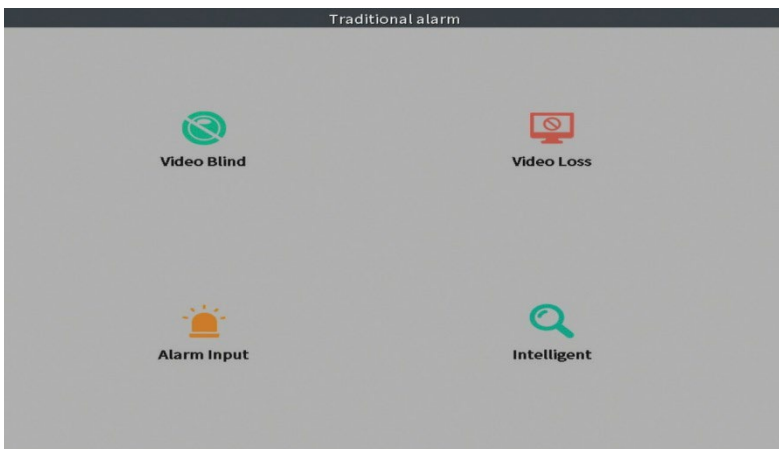 Traditional alarm
Video Blind
Video Loss
Alarm Input
Intelligent